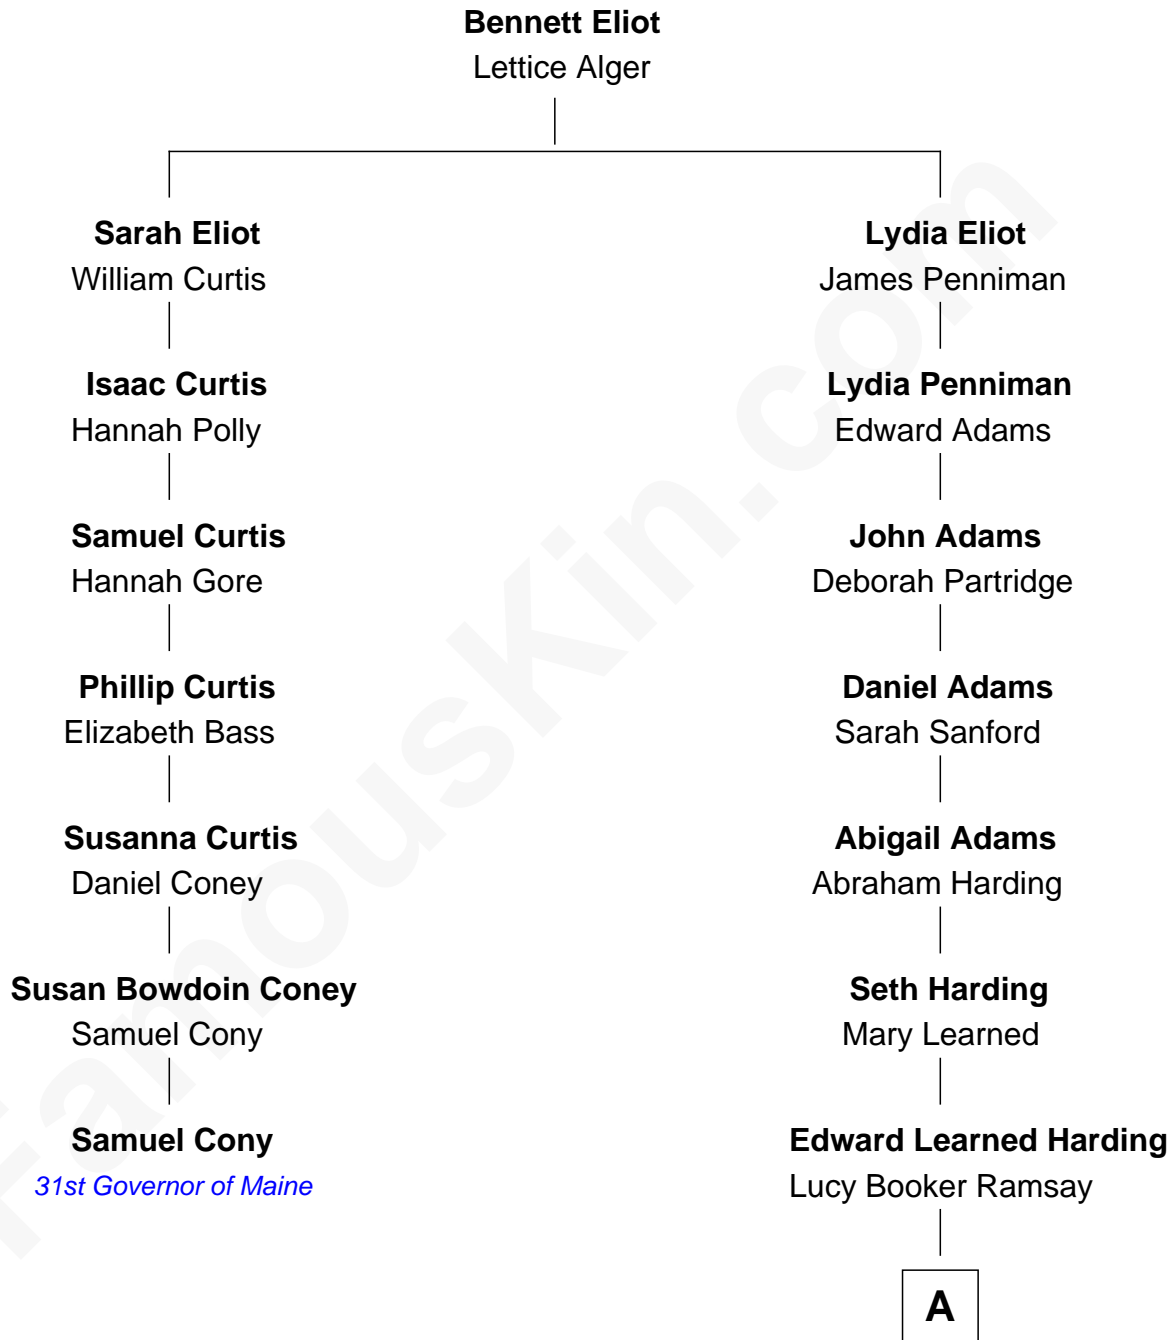 Bennett Eliot
Lettice Alger
Sarah Eliot
William Curtis
Lydia Eliot
James Penniman
Isaac Curtis
Hannah Polly
Lydia Penniman
Edward Adams
Samuel Curtis
Hannah Gore
John Adams
Deborah Partridge
Phillip Curtis
Elizabeth Bass
Daniel Adams
Sarah Sanford
Susanna Curtis
Daniel Coney
Abigail Adams
Abraham Harding
Susan Bowdoin Coney
Samuel Cony
Seth Harding
Mary Learned
Samuel Cony
31st Governor of Maine
Edward Learned Harding
Lucy Booker Ramsay
A
FamousKin.com